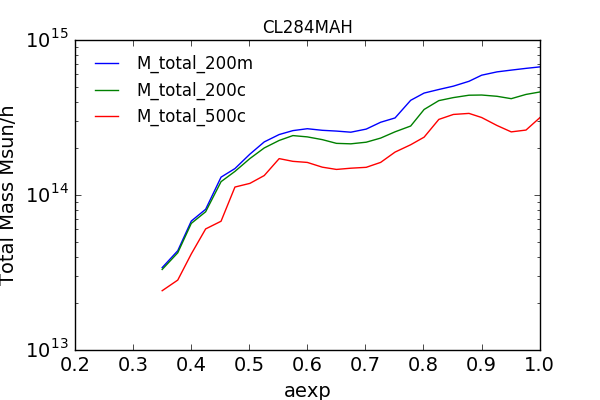 CL284MAH
10^15
M_total_200m
M_total_200c
M_total_500c
10^14
Total Mass Msun/h
10^13
0.2 0.3 0.4 0.5 0.6 0.7 0.8 0.9 1.0
aexp